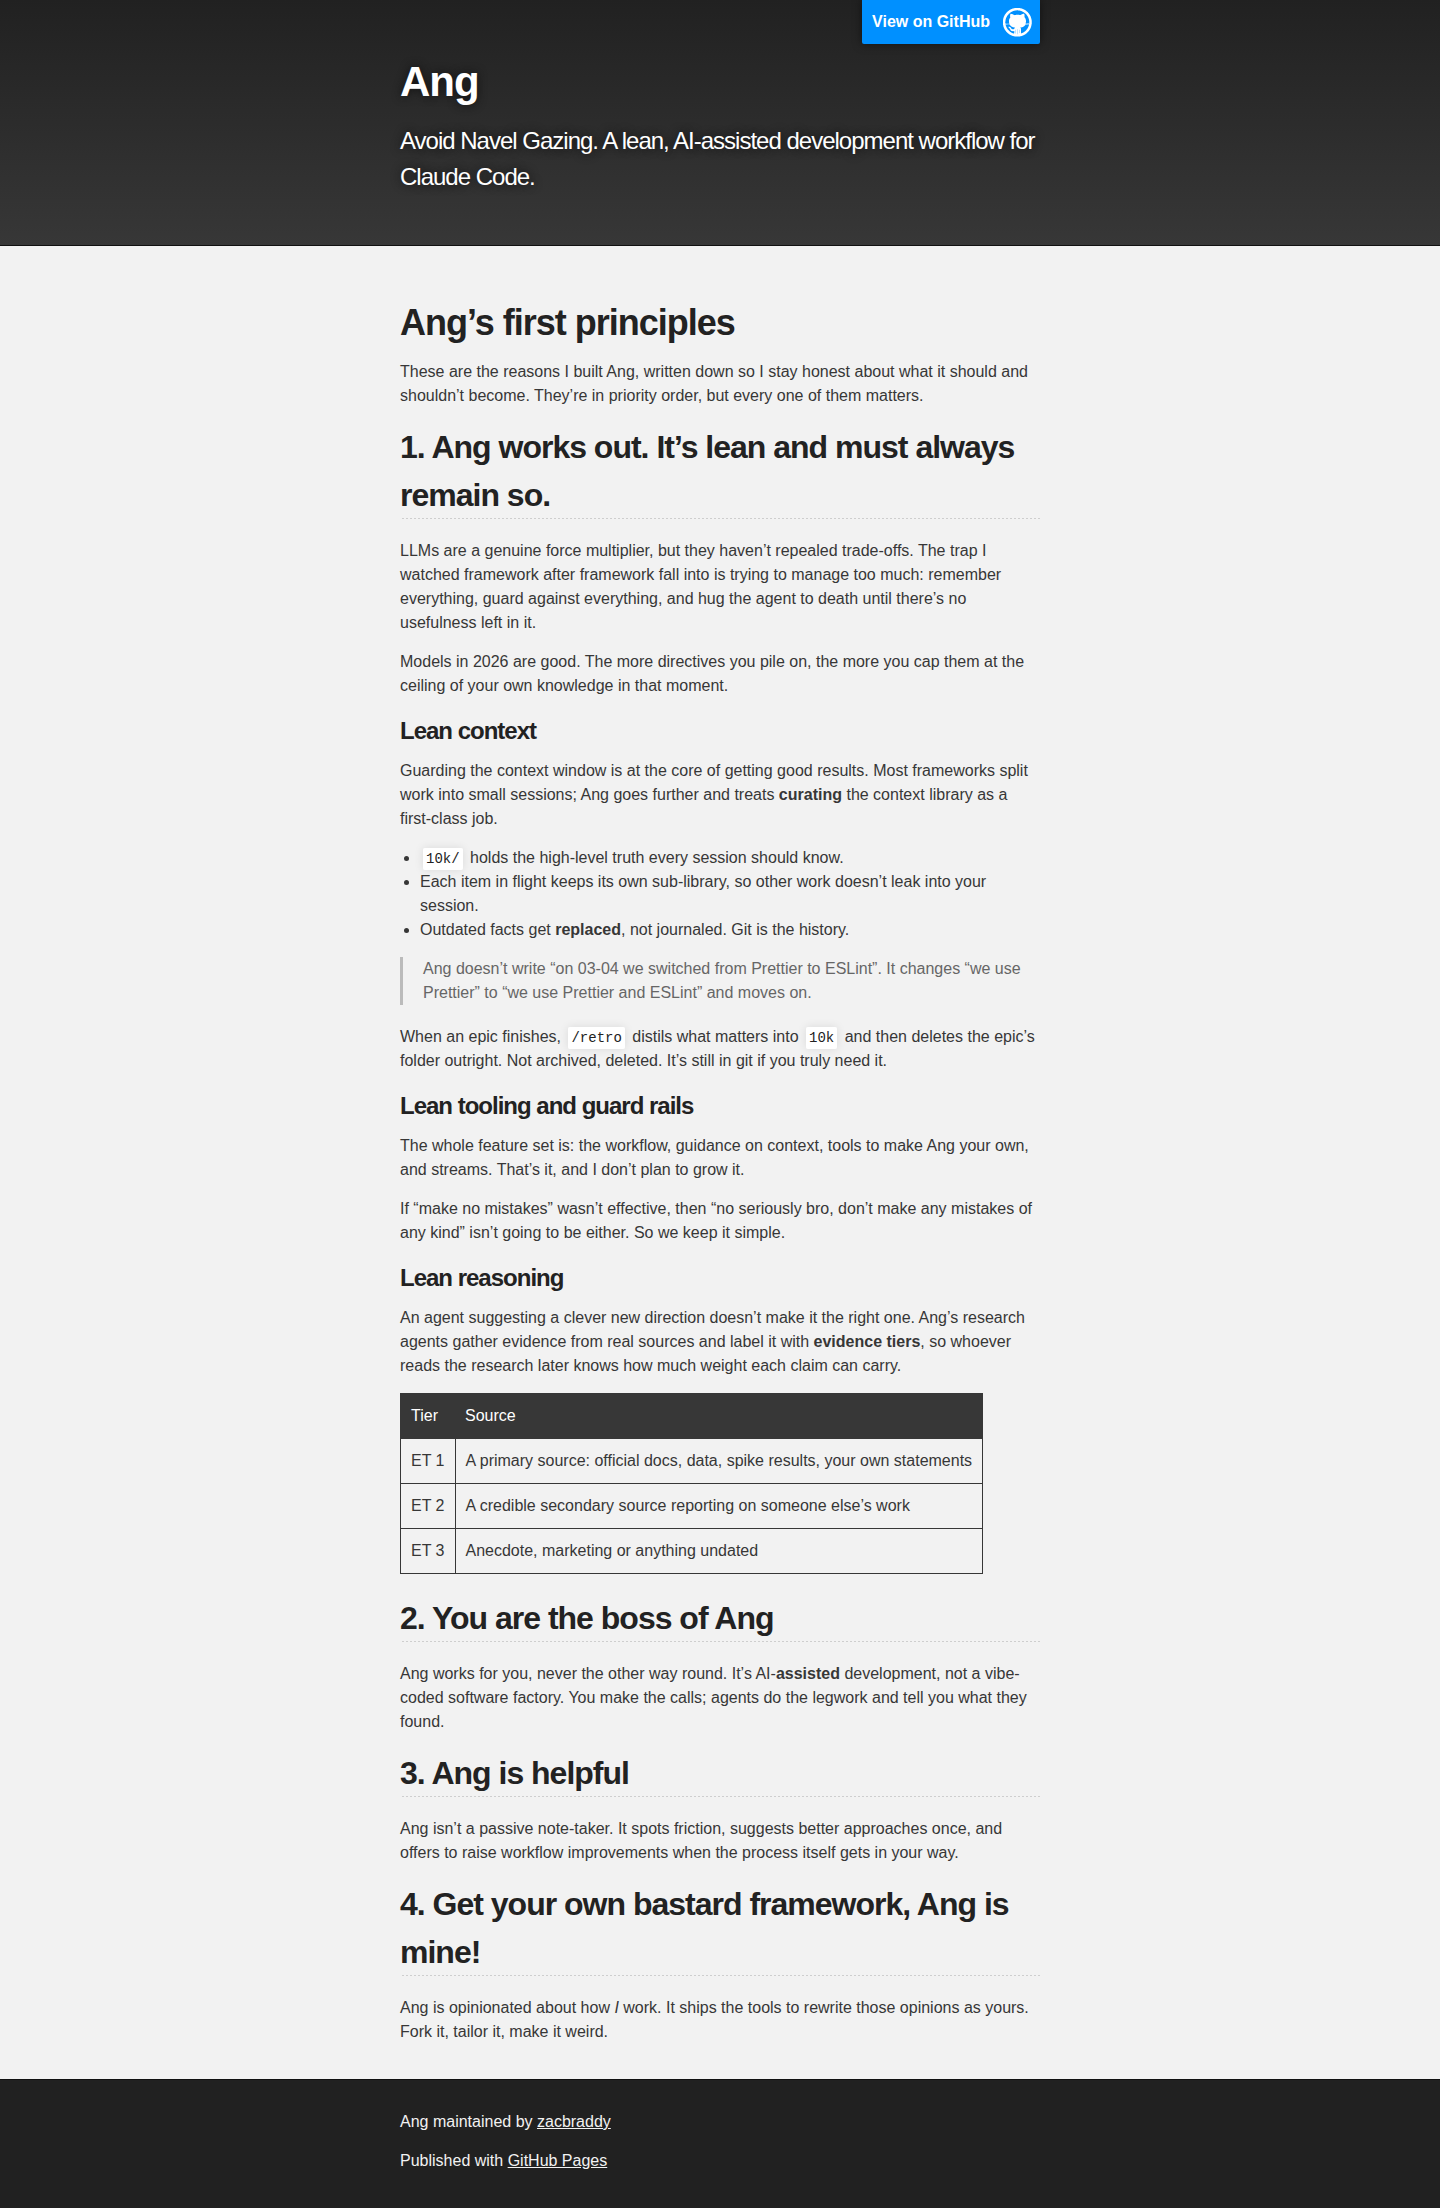 View on GitHub
Ang
Avoid Navel Gazing. A lean, AI-assisted development workflow for
Claude Code.
Ang’s first principles
These are the reasons I built Ang, written down so I stay honest about what it should and
shouldn’t become. They’re in priority order, but every one of them matters.
1. Ang works out. It’s lean and must always
remain so.
LLMs are a genuine force multiplier, but they haven’t repealed trade-offs. The trap I
watched framework after framework fall into is trying to manage too much: remember
everything, guard against everything, and hug the agent to death until there’s no
usefulness left in it.
Models in 2026 are good. The more directives you pile on, the more you cap them at the
ceiling of your own knowledge in that moment.
Lean context
Guarding the context window is at the core of getting good results. Most frameworks split
work into small sessions; Ang goes further and treats curating the context library as a
first-class job.
• 10k/ holds the high-level truth every session should know.
• Each item in flight keeps its own sub-library, so other work doesn’t leak into your
session.
• Outdated facts get replaced, not journaled. Git is the history.
Ang doesn’t write “on 03-04 we switched from Prettier to ESLint”. It changes “we use
Prettier” to “we use Prettier and ESLint” and moves on.
When an epic finishes, /retro distils what matters into 10k and then deletes the epic’s
folder outright. Not archived, deleted. It’s still in git if you truly need it.
Lean tooling and guard rails
The whole feature set is: the workflow, guidance on context, tools to make Ang your own,
and streams. That’s it, and I don’t plan to grow it.
If “make no mistakes” wasn’t effective, then “no seriously bro, don’t make any mistakes of
any kind” isn’t going to be either. So we keep it simple.
Lean reasoning
An agent suggesting a clever new direction doesn’t make it the right one. Ang’s research
agents gather evidence from real sources and label it with evidence tiers, so whoever
reads the research later knows how much weight each claim can carry.
Tier Source
ET 1 A primary source: official docs, data, spike results, your own statements
ET 2 A credible secondary source reporting on someone else’s work
ET 3 Anecdote, marketing or anything undated
2. You are the boss of Ang
Ang works for you, never the other way round. It’s AI-assisted development, not a vibe-
coded software factory. You make the calls; agents do the legwork and tell you what they
found.
3. Ang is helpful
Ang isn’t a passive note-taker. It spots friction, suggests better approaches once, and
offers to raise workflow improvements when the process itself gets in your way.
4. Get your own bastard framework, Ang is
mine!
Ang is opinionated about how I work. It ships the tools to rewrite those opinions as yours.
Fork it, tailor it, make it weird.
Ang maintained by zacbraddy
Published with GitHub Pages